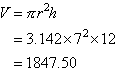 V = πr²h
= 3.142×7²×12
= 1847.50